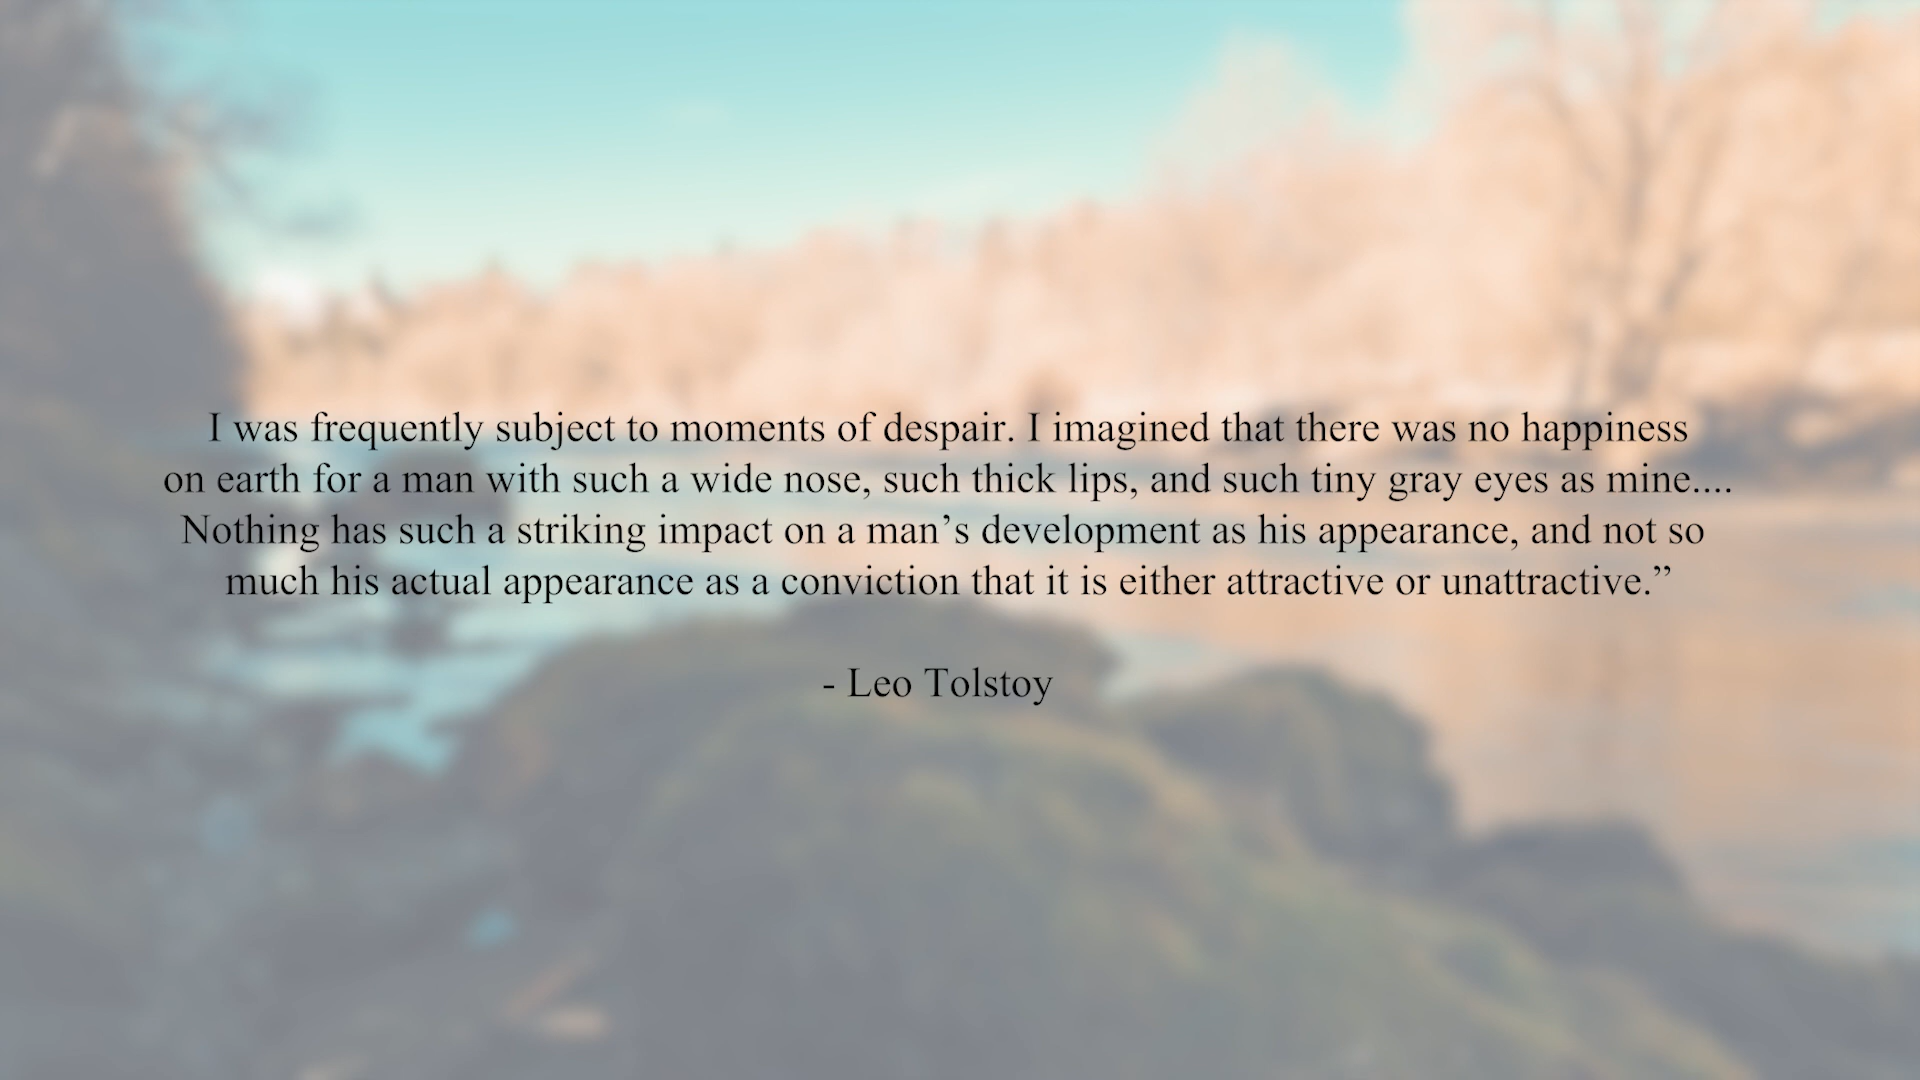 I was frequently subject to moments of despair. I imagined that there was no happiness
on earth for a man with such a wide nose, such thick lips, and such tiny gray eyes as mine....
Nothing has such a striking impact on a man’s development as his appearance, and not so
much his actual appearance as a conviction that it is either attractive or unattractive.”
- Leo Tolstoy